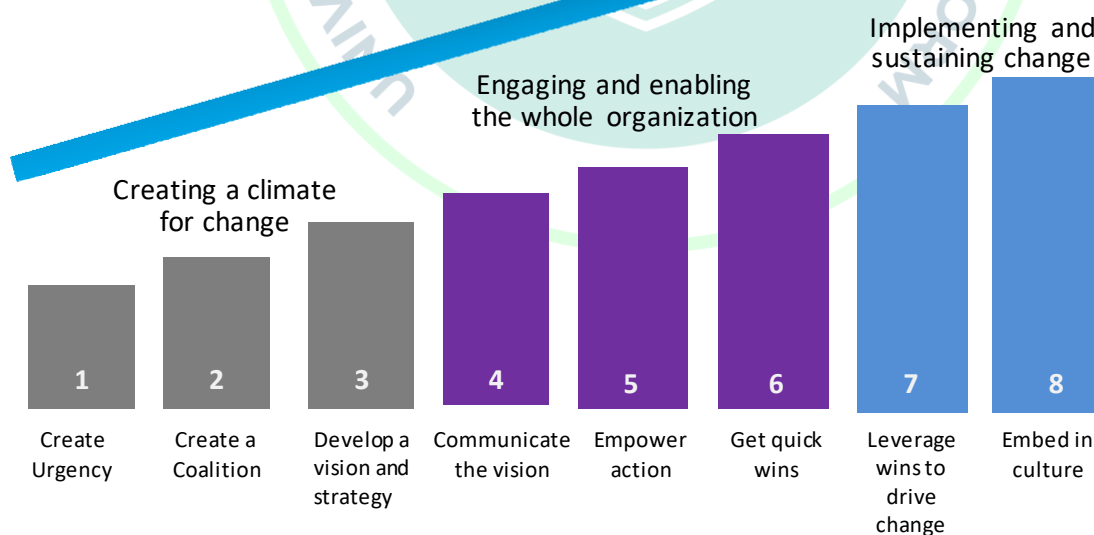 Implementing and
sustaining change
Engaging and enabling
the whole organization
Creating a climate
for change
1
2
3
4
5
6
7
8
Create
Urgency
Create a
Coalition
Develop a
vision and
strategy
Communicate
the vision
Empower
action
Get quick
wins
Leverage
wins to
drive
change
Embed in
culture